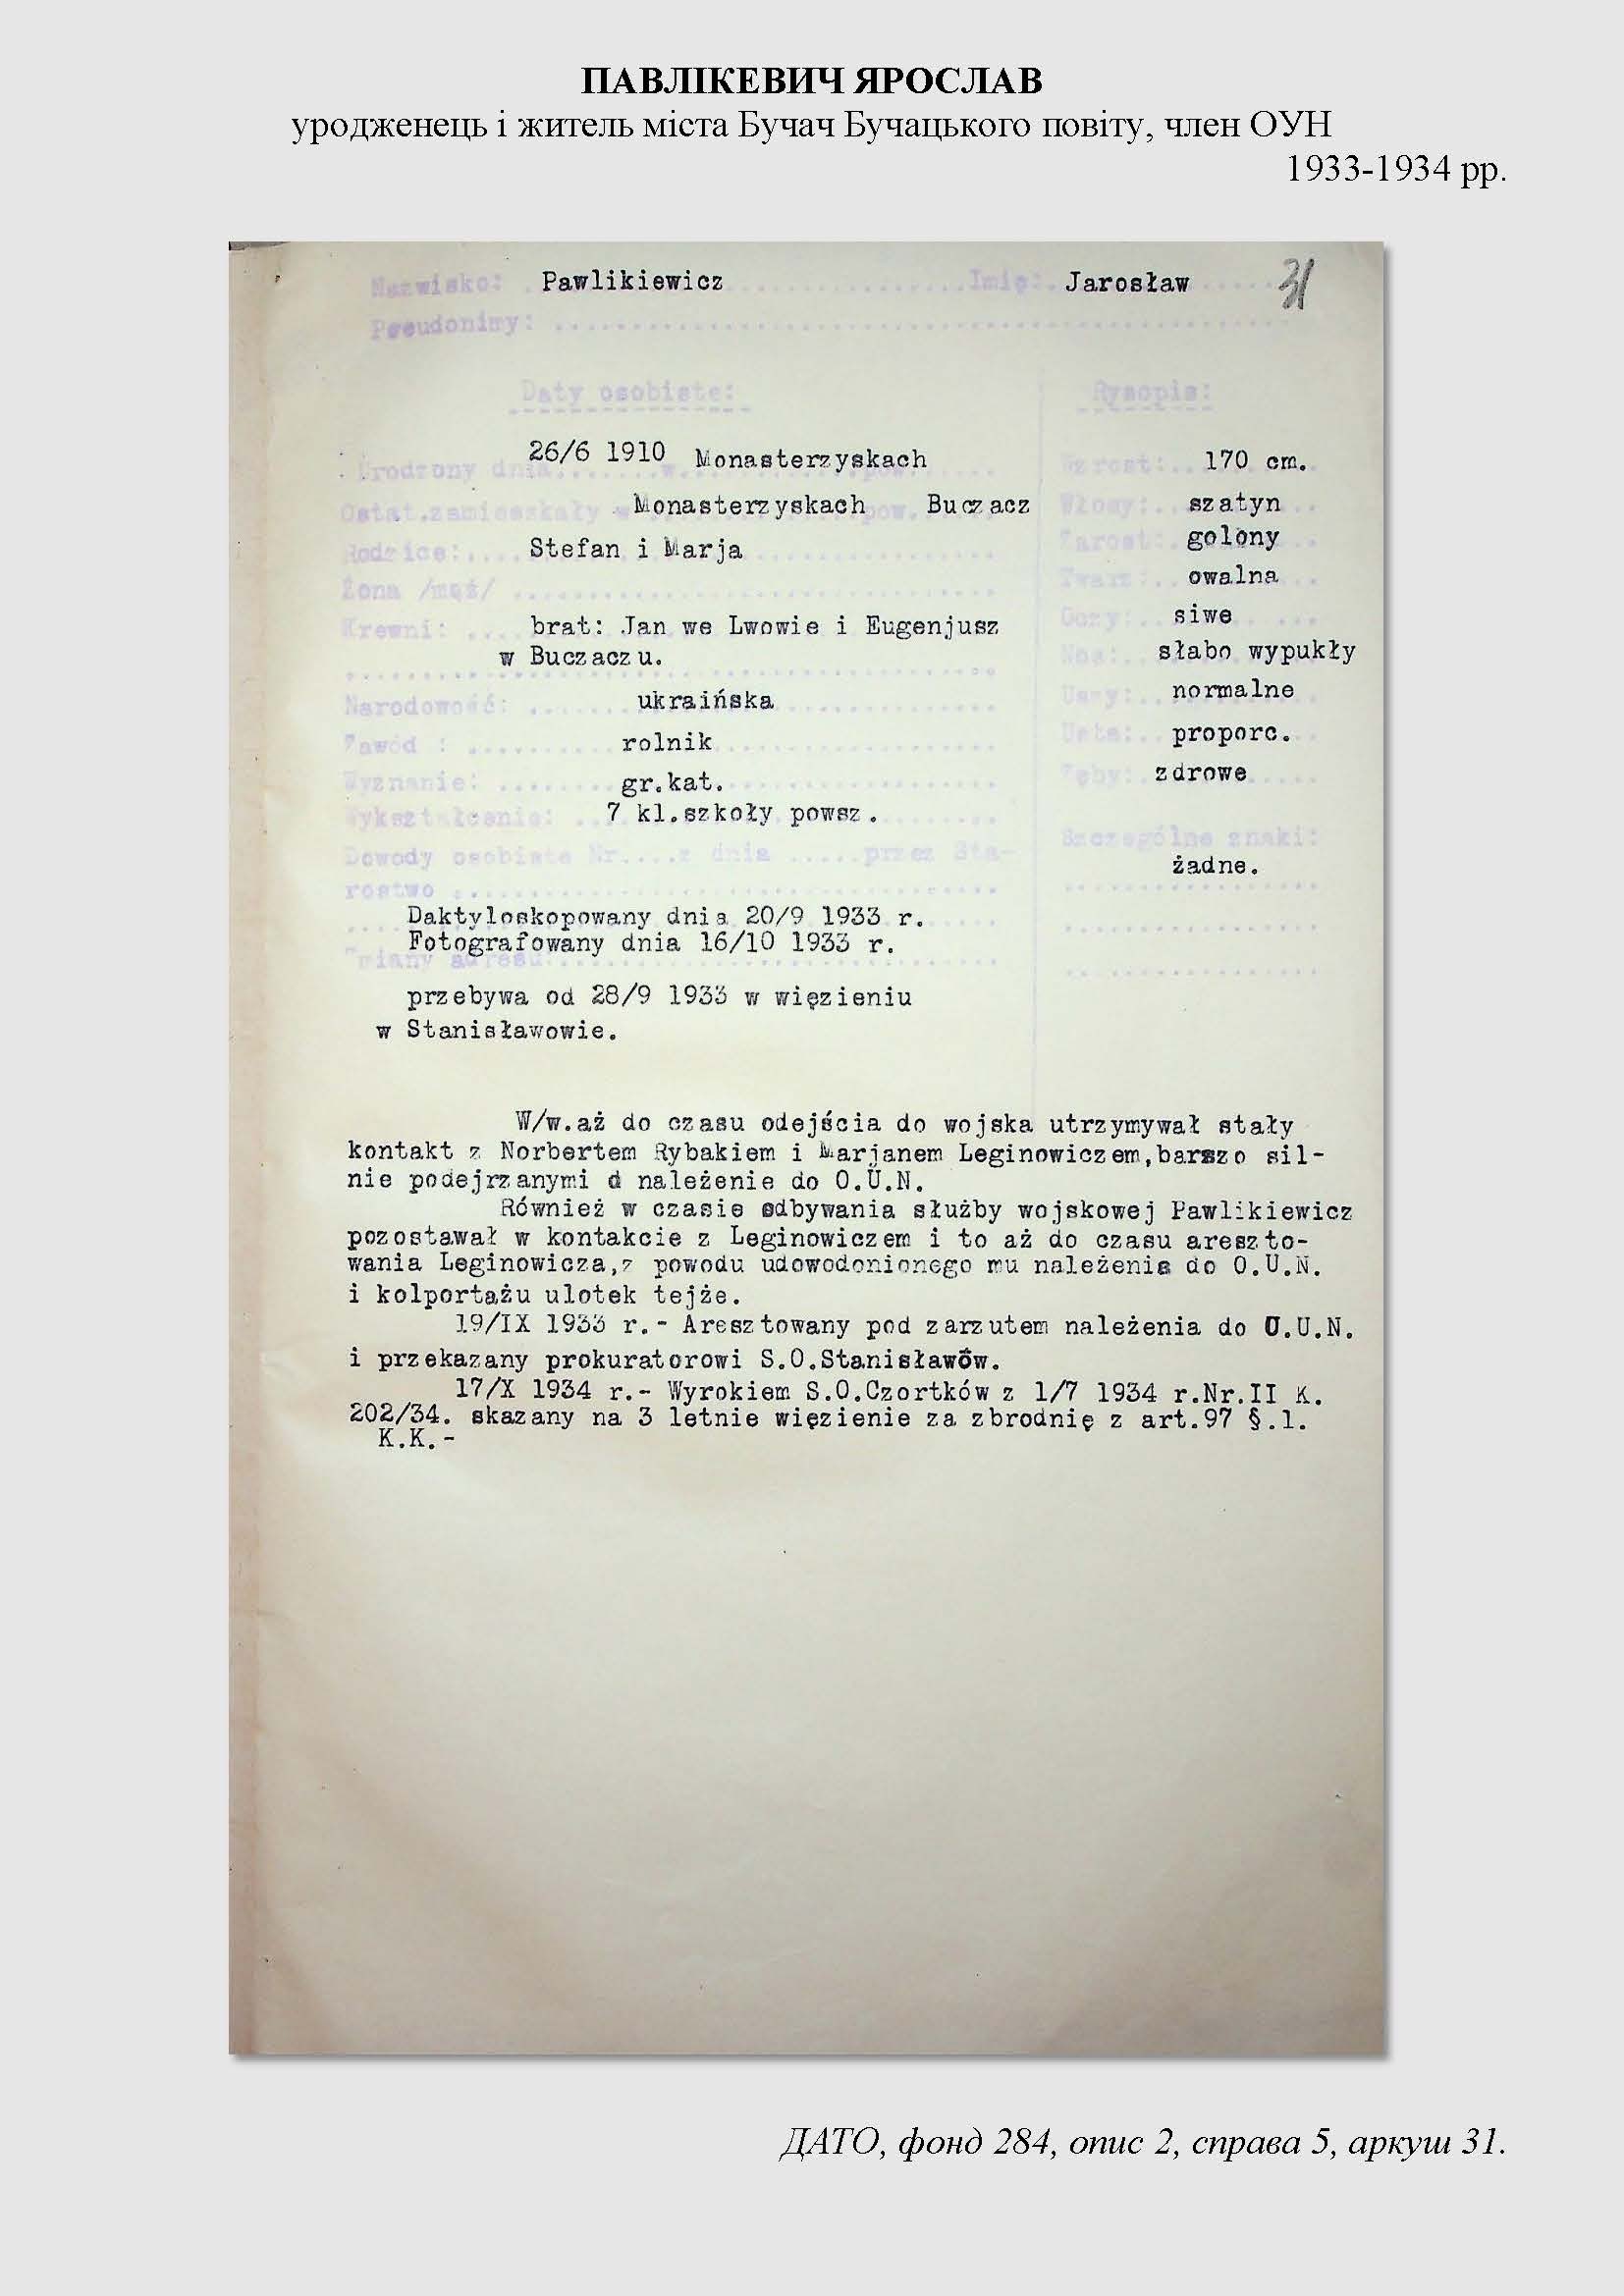 ПАВЛІКЕВИЧ ЯРОСЛАВ
уродженець і житель міста Бучач Бучацького повіту, член ОУН
1933-1934 рр.
Nazwisko: Pawlikiewicz Imię: Jarosław 31
Pseudonimy:
Daty osobiste: Rysopis:
Urodzony dnia: 26/6 1910 w Monasterzyskach pow. Wzrost: 170 cm.
Ostat.zamieszkały w Monasterzyskach pow. Buczacz Włosy: szatyn
Rodzice: Stefan i Marja Zarost: golony
Żona /mąż/ Twarz: owalna
Krewni: brat: Jan we Lwowie i Eugenjusz Oczy: siwe
w Buczaczu. Nos: słabo wypukły
Narodowość: ukraińska Uszy: normalne
Zawód : rolnik Usta: proporc.
Wyznanie: gr.kat. Zęby: zdrowe
Wykształcenie: 7 kl.szkoły powsz.
Dowody osobiste Nr....z dnia .....przez Sta- Szczególne znaki:
rostwo żadne.
Daktyloskopowany dnia 20/9 1933 r.
Fotografowany dnia 16/10 1933 r.
Zmiany adresu:
przebywa od 28/9 1933 w więzieniu
w Stanisławowie.
W/w.aż do czasu odejścia do wojska utrzymywał stały
kontakt z Norbertem Rybakiem i Marjanem Leginowiczem,barszo sil-
nie podejrzanymi d należenie do O.U.N.
Również w czasie odbywania służby wojskowej Pawlikiewicz
pozostawał w kontakcie z Leginowiczem i to aż do czasu areszto-
wania Leginowicza,z powodu udowodonionego mu należenia do O.U.N.
i kolportażu ulotek tejże.
19/IX 1933 r.- Aresztowany pod zarzutem należenia do O.U.N.
i przekazany prokuratorowi S.O.Stanisławów.
17/X 1934 r.- Wyrokiem S.O.Czortków z 1/7 1934 r.Nr.II K.
202/34. skazany na 3 letnie więzienie za zbrodnię z art.97 §.1.
K.K.-
ДАТО, фонд 284, опис 2, справа 5, аркуш 31.